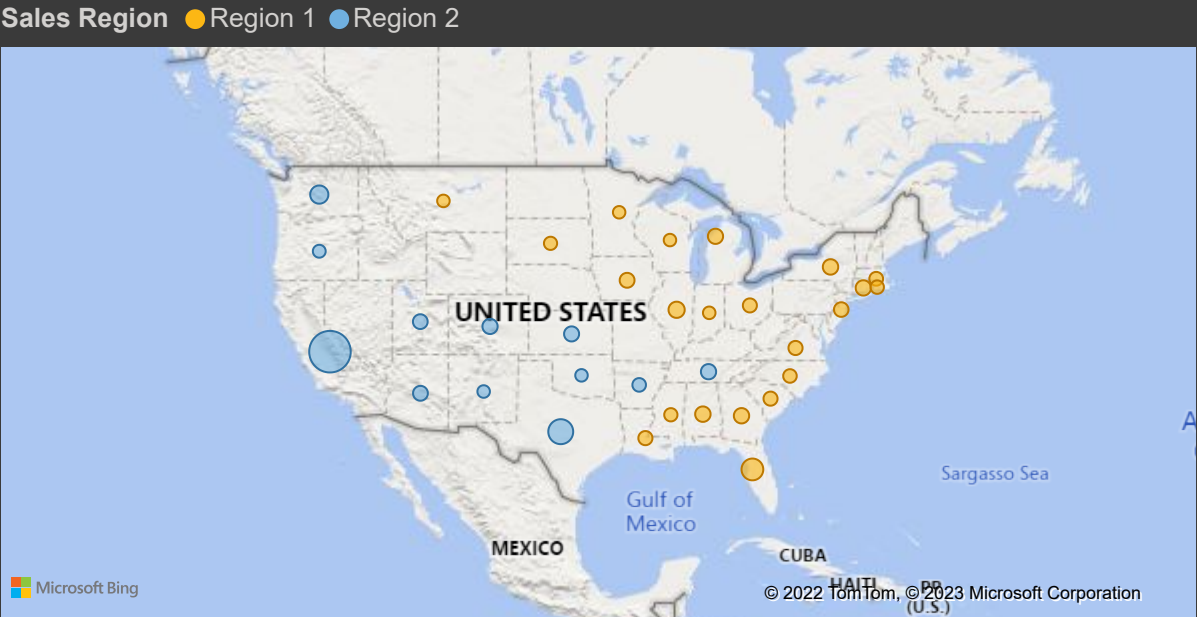 Sales Region Region 1 Region 2
UNITED STATES
A
Sargasso Sea
Gulf of
Mexico
MEXICO
CUBA
HAITI
PR
(U.S.)
Microsoft Bing
© 2022 TomTom, © 2023 Microsoft Corporation